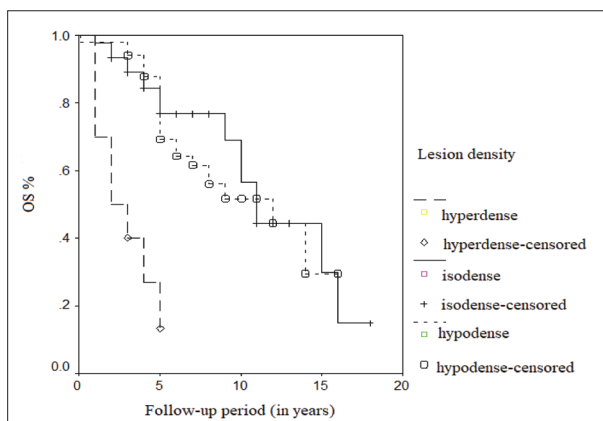 1.0
.8
.6
.4
.2
0.0
OS %
0
5
10
15
20
Follow-up period (in years)
Lesion density
hyperdense
hyperdense-censored
isodense
isodense-censored
hypodense
hypodense-censored